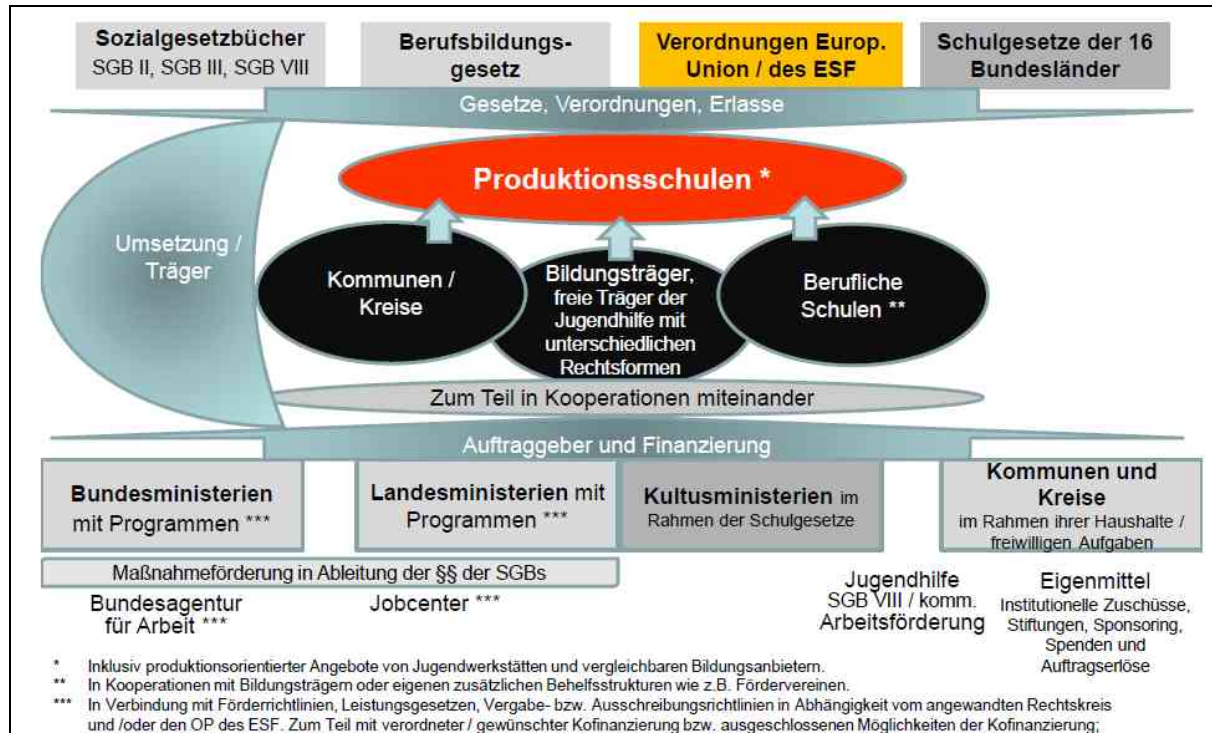 Sozialgesetzbücher
SGB II, SGB III, SGB VIII
Berufsbildungs-
gesetz
Verordnungen Europ.
Union / des ESF
Schulgesetze der 16
Bundesländer
Gesetze, Verordnungen, Erlasse
Produktionsschulen *
Umsetzung /
Träger
Kommunen /
Kreise
Bildungsträger,
freie Träger der
Jugendhilfe mit
unterschiedlichen
Rechtsformen
Berufliche
Schulen **
Zum Teil in Kooperationen miteinander
Auftraggeber und Finanzierung
Bundesministerien
mit Programmen ***
Landesministerien mit
Programmen ***
Kultusministerien im
Rahmen der Schulgesetze
Kommunen und
Kreise
im Rahmen ihrer Haushalte /
freiwilligen Aufgaben
Maßnahmeförderung in Ableitung der §§ der SGBs
Bundesagentur
für Arbeit ***
Jobcenter ***
Jugendhilfe
SGB VIII / komm.
Arbeitsförderung
Eigenmittel
Institutionelle Zuschüsse,
Stiftungen, Sponsoring,
Spenden und
Auftragserlöse
* Inklusiv produktionsorientierter Angebote von Jugendwerkstätten und vergleichbaren Bildungsanbietern.
** In Kooperationen mit Bildungsträgern oder eigenen zusätzlichen Behelfsstrukturen wie z.B. Fördervereinen.
*** In Verbindung mit Förderrichtlinien, Leistungsgesetzen, Vergabe- bzw. Ausschreibungsrichtlinien in Abhängigkeit vom angewandten Rechtskreis
und /oder den OP des ESF. Zum Teil mit verordneter / gewünschter Kofinanzierung bzw. ausgeschlossenen Möglichkeiten der Kofinanzierung;